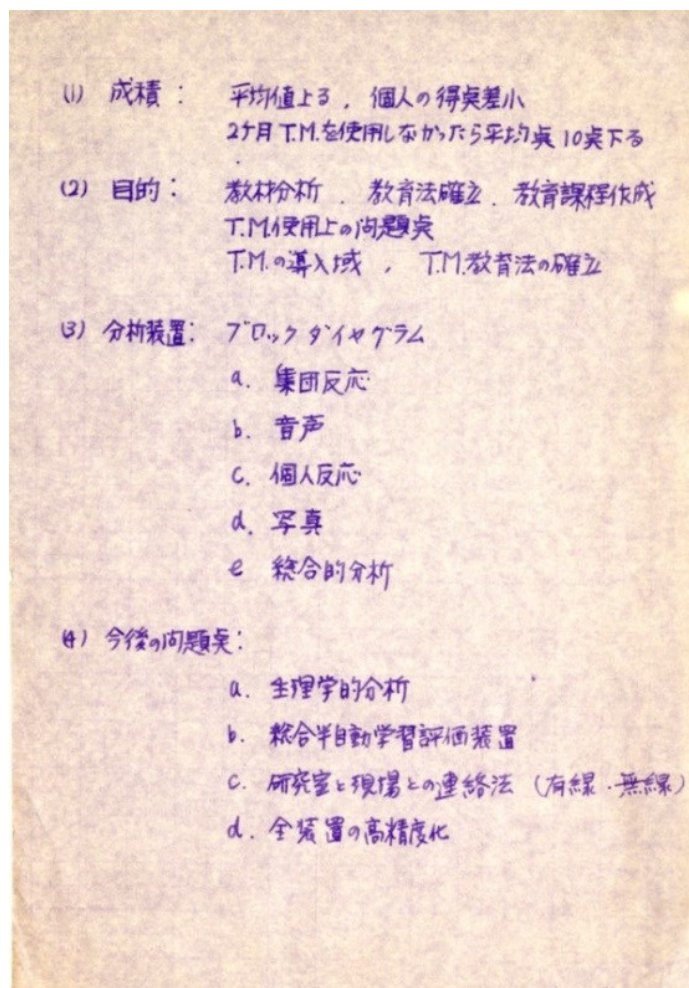 (1) 成積： 平均値上る．個人の得点差小
2ケ月T.M.を使用しなかったら平均点10点下る
(2) 目的： 教材分析．教育法確立．教育課程作成
T.M.使用上の問題点
T.M.の導入域，T.M.教育法の確立
(3) 分析装置： ブロックダイヤグラム
a. 集団反応
b. 音声
c. 個人反応
d. 写真
e 総合的分析
(4) 今後の問題点：
a. 生理学的分析
b. 総合半自動学習評価装置
c. 研究室と現場との連絡法（有線・無線）
d. 全装置の高精度化